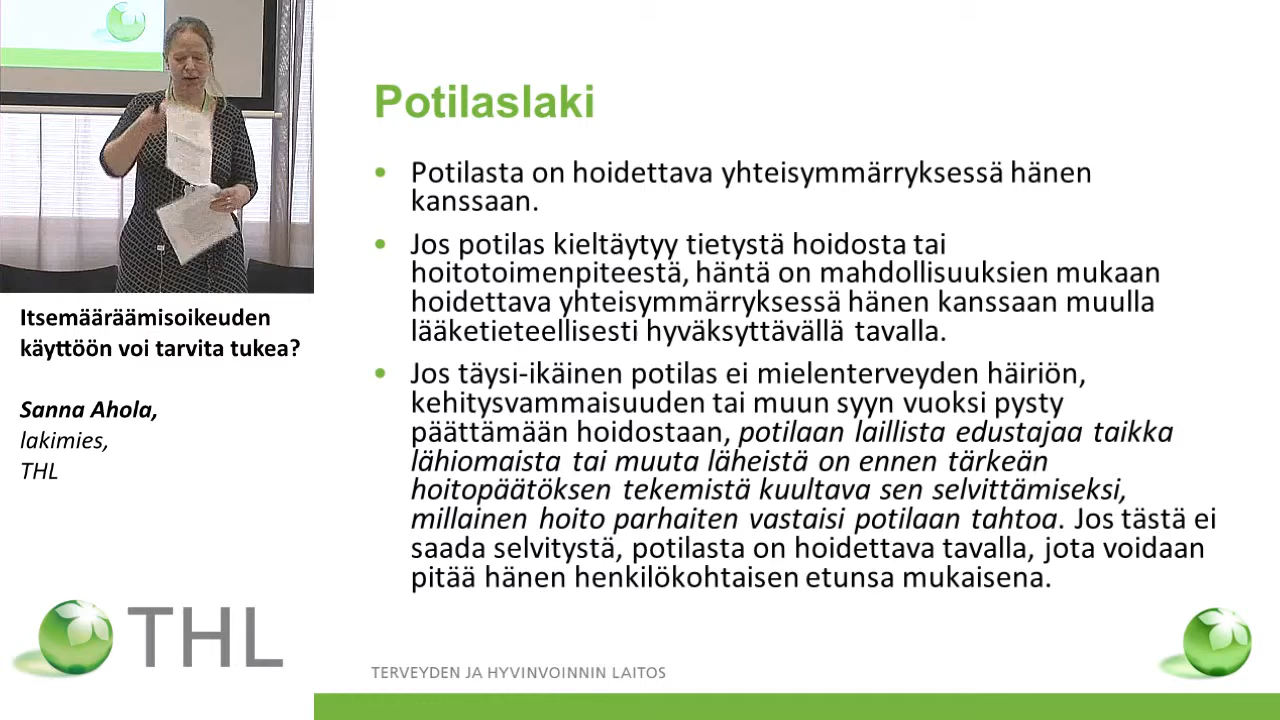 Potilaslaki
• Potilasta on hoidettava yhteisymmärryksessä hänen
kanssaan.
• Jos potilas kieltäytyy tietystä hoidosta tai
hoitotoimenpiteestä, häntä on mahdollisuuksien mukaan
hoidettava yhteisymmärryksessä hänen kanssaan muulla
lääketieteellisesti hyväksyttävällä tavalla.
• Jos täysi-ikäinen potilas ei mielenterveyden häiriön,
kehitysvammaisuuden tai muun syyn vuoksi pysty
päättämään hoidostaan, potilaan laillista edustajaa taikka
lähiomaista tai muuta läheistä on ennen tärkeän
hoitopäätöksen tekemistä kuultava sen selvittämiseksi,
millainen hoito parhaiten vastaisi potilaan tahtoa. Jos tästä ei
saada selvitystä, potilasta on hoidettava tavalla, jota voidaan
pitää hänen henkilökohtaisen etunsa mukaisena.
Itsemääräämisoikeuden
käyttöön voi tarvita tukea?
Sanna Ahola,
lakimies,
THL
THL
TERVEYDEN JA HYVINVOINNIN LAITOS